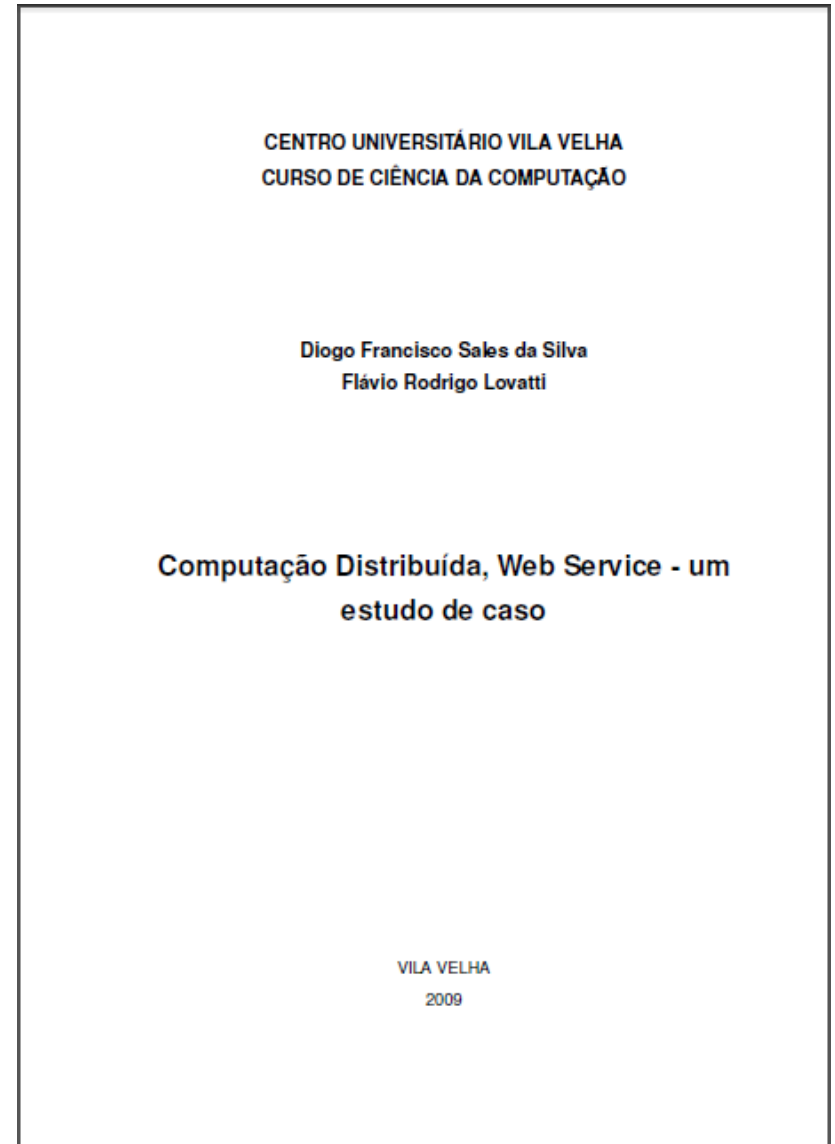 CENTRO UNIVERSITÁRIO VILA VELHA
CURSO DE CIÊNCIA DA COMPUTAÇÃO
Diogo Francisco Sales da Silva
Flávio Rodrigo Lovatti
Computação Distribuída, Web Service - um
estudo de caso
VILA VELHA
2009